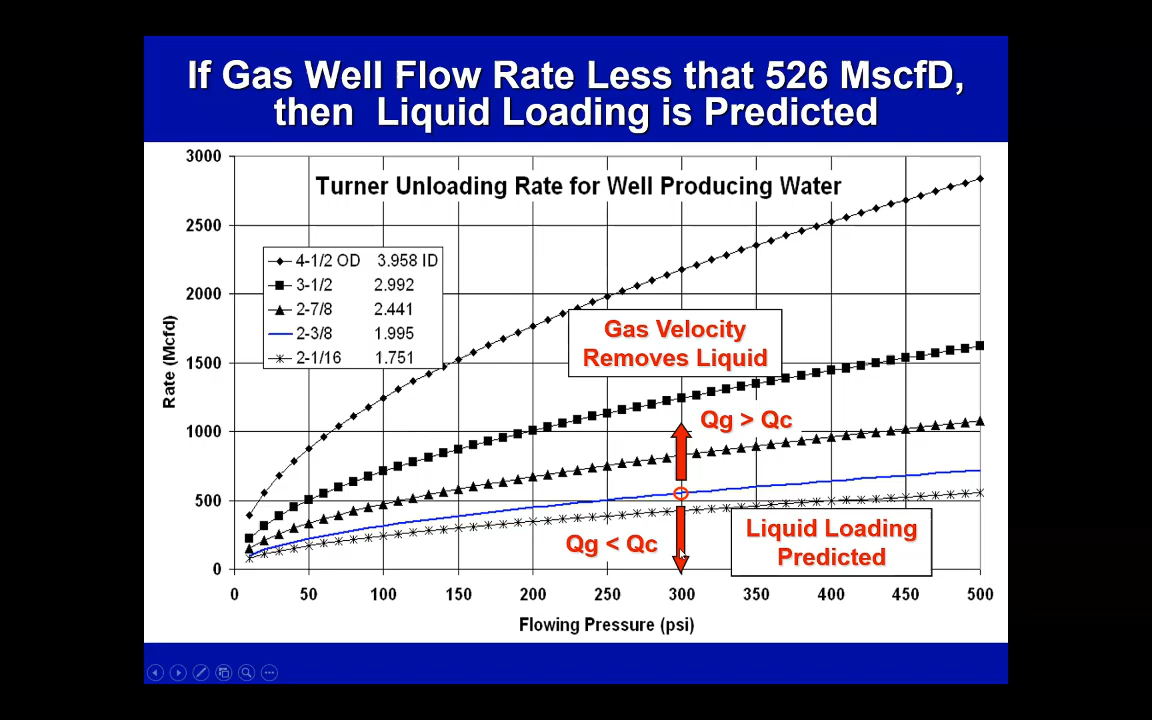 If Gas Well Flow Rate Less that 526 MscfD,
then Liquid Loading is Predicted
Turner Unloading Rate for Well Producing Water
3000
2500
2000
1500
1000
500
0
Rate (Mcfd)
4-1/2 OD 3.958 ID
3-1/2 2.992
2-7/8 2.441
2-3/8 1.995
2-1/16 1.751
Gas Velocity
Removes Liquid
Qg > Qc
Qg < Qc
Liquid Loading
Predicted
0 50 100 150 200 250 300 350 400 450 500
Flowing Pressure (psi)